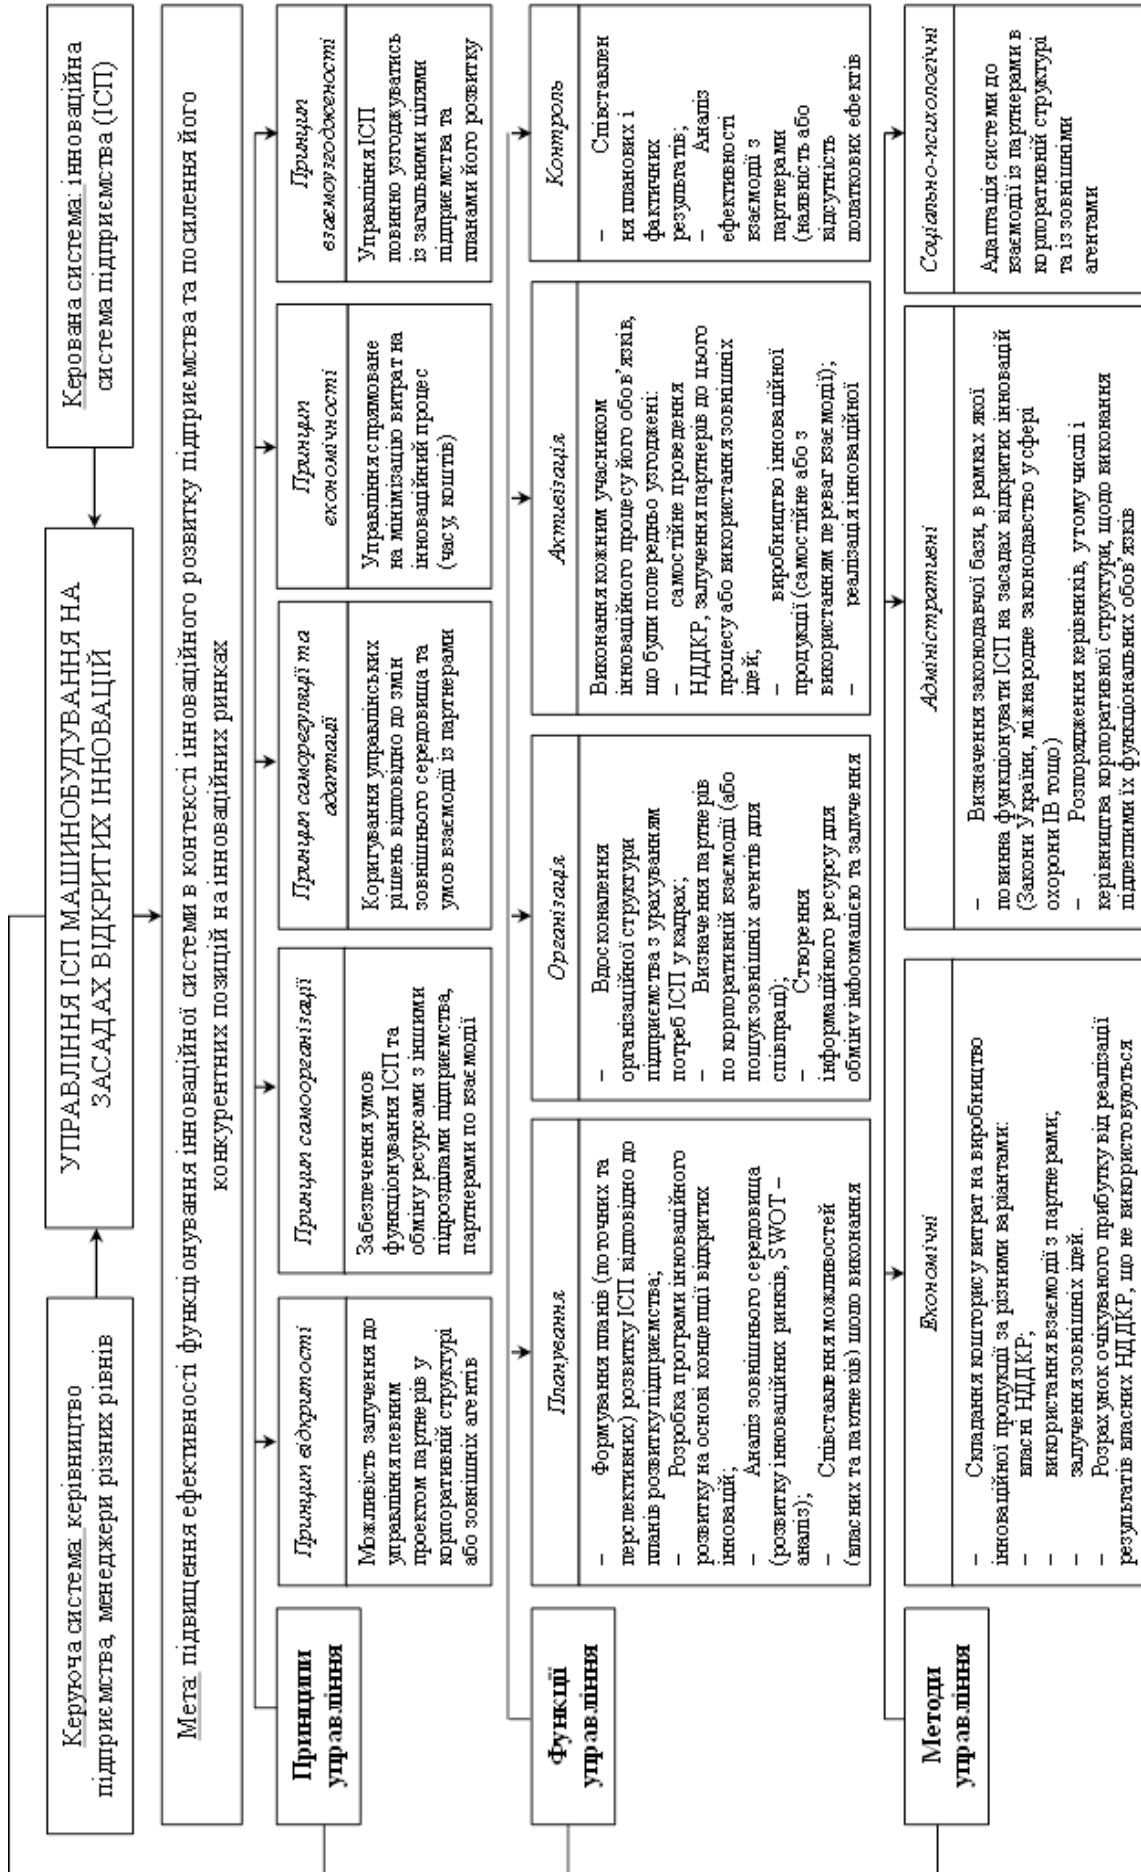 Керуюча система: керівництво
підприємства, менеджери різних рівнів
УПРАВЛІННЯ ІСП МАШИНОБУДУВАННЯ НА
ЗАСАДАХ ВІДКРИТИХ ІННОВАЦІЙ
Керована система: інноваційна
система підприємства (ІСП)
Мета: підвищення ефективності функціонування інноваційної системи в контексті інноваційного розвитку підприємства та посилення його
конкурентних позицій на інноваційних ринках
Принципи
управління
Принцип відкритості
Можливість залучення до
управління певним
проектом партнерів у
корпоративній структурі
або зовнішніх агентів
Принцип самоорганізації
Забезпечення умов
функціонування ІСП та
обміну ресурсами з іншими
підрозділами підприємства,
партнерами по взаємодії
Принцип саморегуляції та
адаптації
Коригування управлінських
рішень відповідно до змін
зовнішнього середовища та
умов взаємодії із партнерами
Принцип
економічності
Управління спрямоване
на мінімізацію витрат на
інноваційний процес
(часу, коштів)
Принцип
взаємоузгодженості
Управління ІСП
повинно узгоджуватись
із загальними цілями
підприємства та
планами його розвитку
Функції
управління
Планування
– Формування планів (поточних та
перспективних) розвитку ІСП відповідно до
планів розвитку підприємства;
– Розробка програми інноваційного
розвитку на основі концепції відкритих
інновацій;
– Аналіз зовнішнього середовища
(розвитку інноваційних ринків, SWOT –
аналіз);
– Співставлення можливостей
(власних та партнерів) щодо виконання
Організація
– Вдосконалення
організаційної структури
підприємства з урахуванням
потреб ІСП у кадрах;
– Визначення партнерів
по корпоративній взаємодії (або
пошук зовнішніх агентів для
співпраці);
– Створення
інформаційного ресурсу для
обміну інформацією та залучення
Активізація
Виконання кожним учасником
інноваційного процесу його обов’язків,
що були попередньо узгоджені:
– самостійне проведення
НДДКР, залучення партнерів до цього
процесу або використання зовнішніх
ідей;
– виробництво інноваційної
продукції (самостійне або з
використанням переваг взаємодії);
– реалізація інноваційної
Контроль
– Співставлен
ня планових і
фактичних
результатів;
– Аналіз
ефективності
взаємодії з
партнерами
(наявність або
відсутність
додаткових ефектів
Методи
управління
Економічні
– Складання кошторису витрат на виробництво
інноваційної продукції за різними варіантами:
– власні НДДКР;
– використання взаємодії з партнерами;
– залучення зовнішніх ідей.
– Розрахунок очікуваного прибутку від реалізації
результатів власних НДДКР, що не використовуються
Адміністративні
– Визначення законодавчої бази, в рамках якої
повинна функціонувати ІСП на засадах відкритих інновацій
(Закони України, міжнародне законодавство у сфері
охорони ІВ тощо)
– Розпорядження керівників, у тому числі і
керівництва корпоративної структури, щодо виконання
підлеглими їх функціональних обов’язків
Соціально-психологічні
Адаптація системи до
взаємодії із партнерами в
корпоративній структурі
та із зовнішніми
агентами